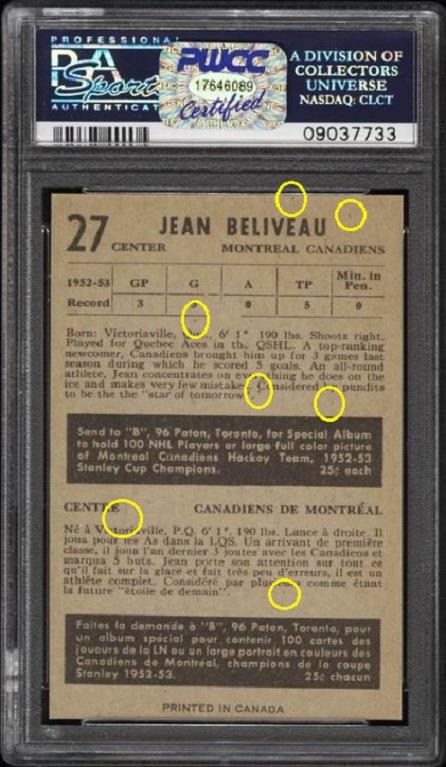 PROFESSIONAL
PSA
Sports
AUTHENTICAT
PWCC
17646089
Certified
A DIVISION OF
COLLECTORS
UNIVERSE
NASDAQ: CLCT
09037733
27 JEAN BELIVEAU
CENTER MONTREAL CANADIENS
1952-53 GP G A TP Min. in Pen.
Record 3 0 5 0
Born: Victoriaville, 6' 1" 190 lbs. Shoots right.
Played for Quebec Aces in the QSHL. A top-ranking
newcomer, Canadiens brought him up for 3 games last
season during which he scored 5 goals. An all-round
athlete, Jean concentrates on everything he does on the
ice and makes very few mistakes. Considered by pundits
to be the the "star of tomorrow".
Send to "B", 96 Paton, Toronto, for Special Album
to hold 100 NHL Players or large full color picture
of Montreal Canadiens Hockey Team, 1952-53
Stanley Cup Champions. 25¢ each
CENTRE CANADIENS DE MONTRÉAL
Né à Victoriaville, P.Q. 6' 1". 190 lbs. Lance à droite. Il
joua pour les As dans la LQS. Un arrivant de première
classe, il joua l'an dernier 3 joutes avec les Canadiens et
marqua 5 buts. Jean porte son attention sur tout ce
qu'il fait sur la glace et fait très peu d'erreurs, il est un
athlète complet. Considéré par plusieurs comme étant
la future "étoile de demain".
Faites la demande à "B", 96 Paton, Toronto, pour
un album spécial pour contenir 100 cartes des
joueurs de la LN ou un large portrait en couleurs des
Canadiens de Montréal, champions de la coupe
Stanley 1952-53. 25¢ chacun
PRINTED IN CANADA